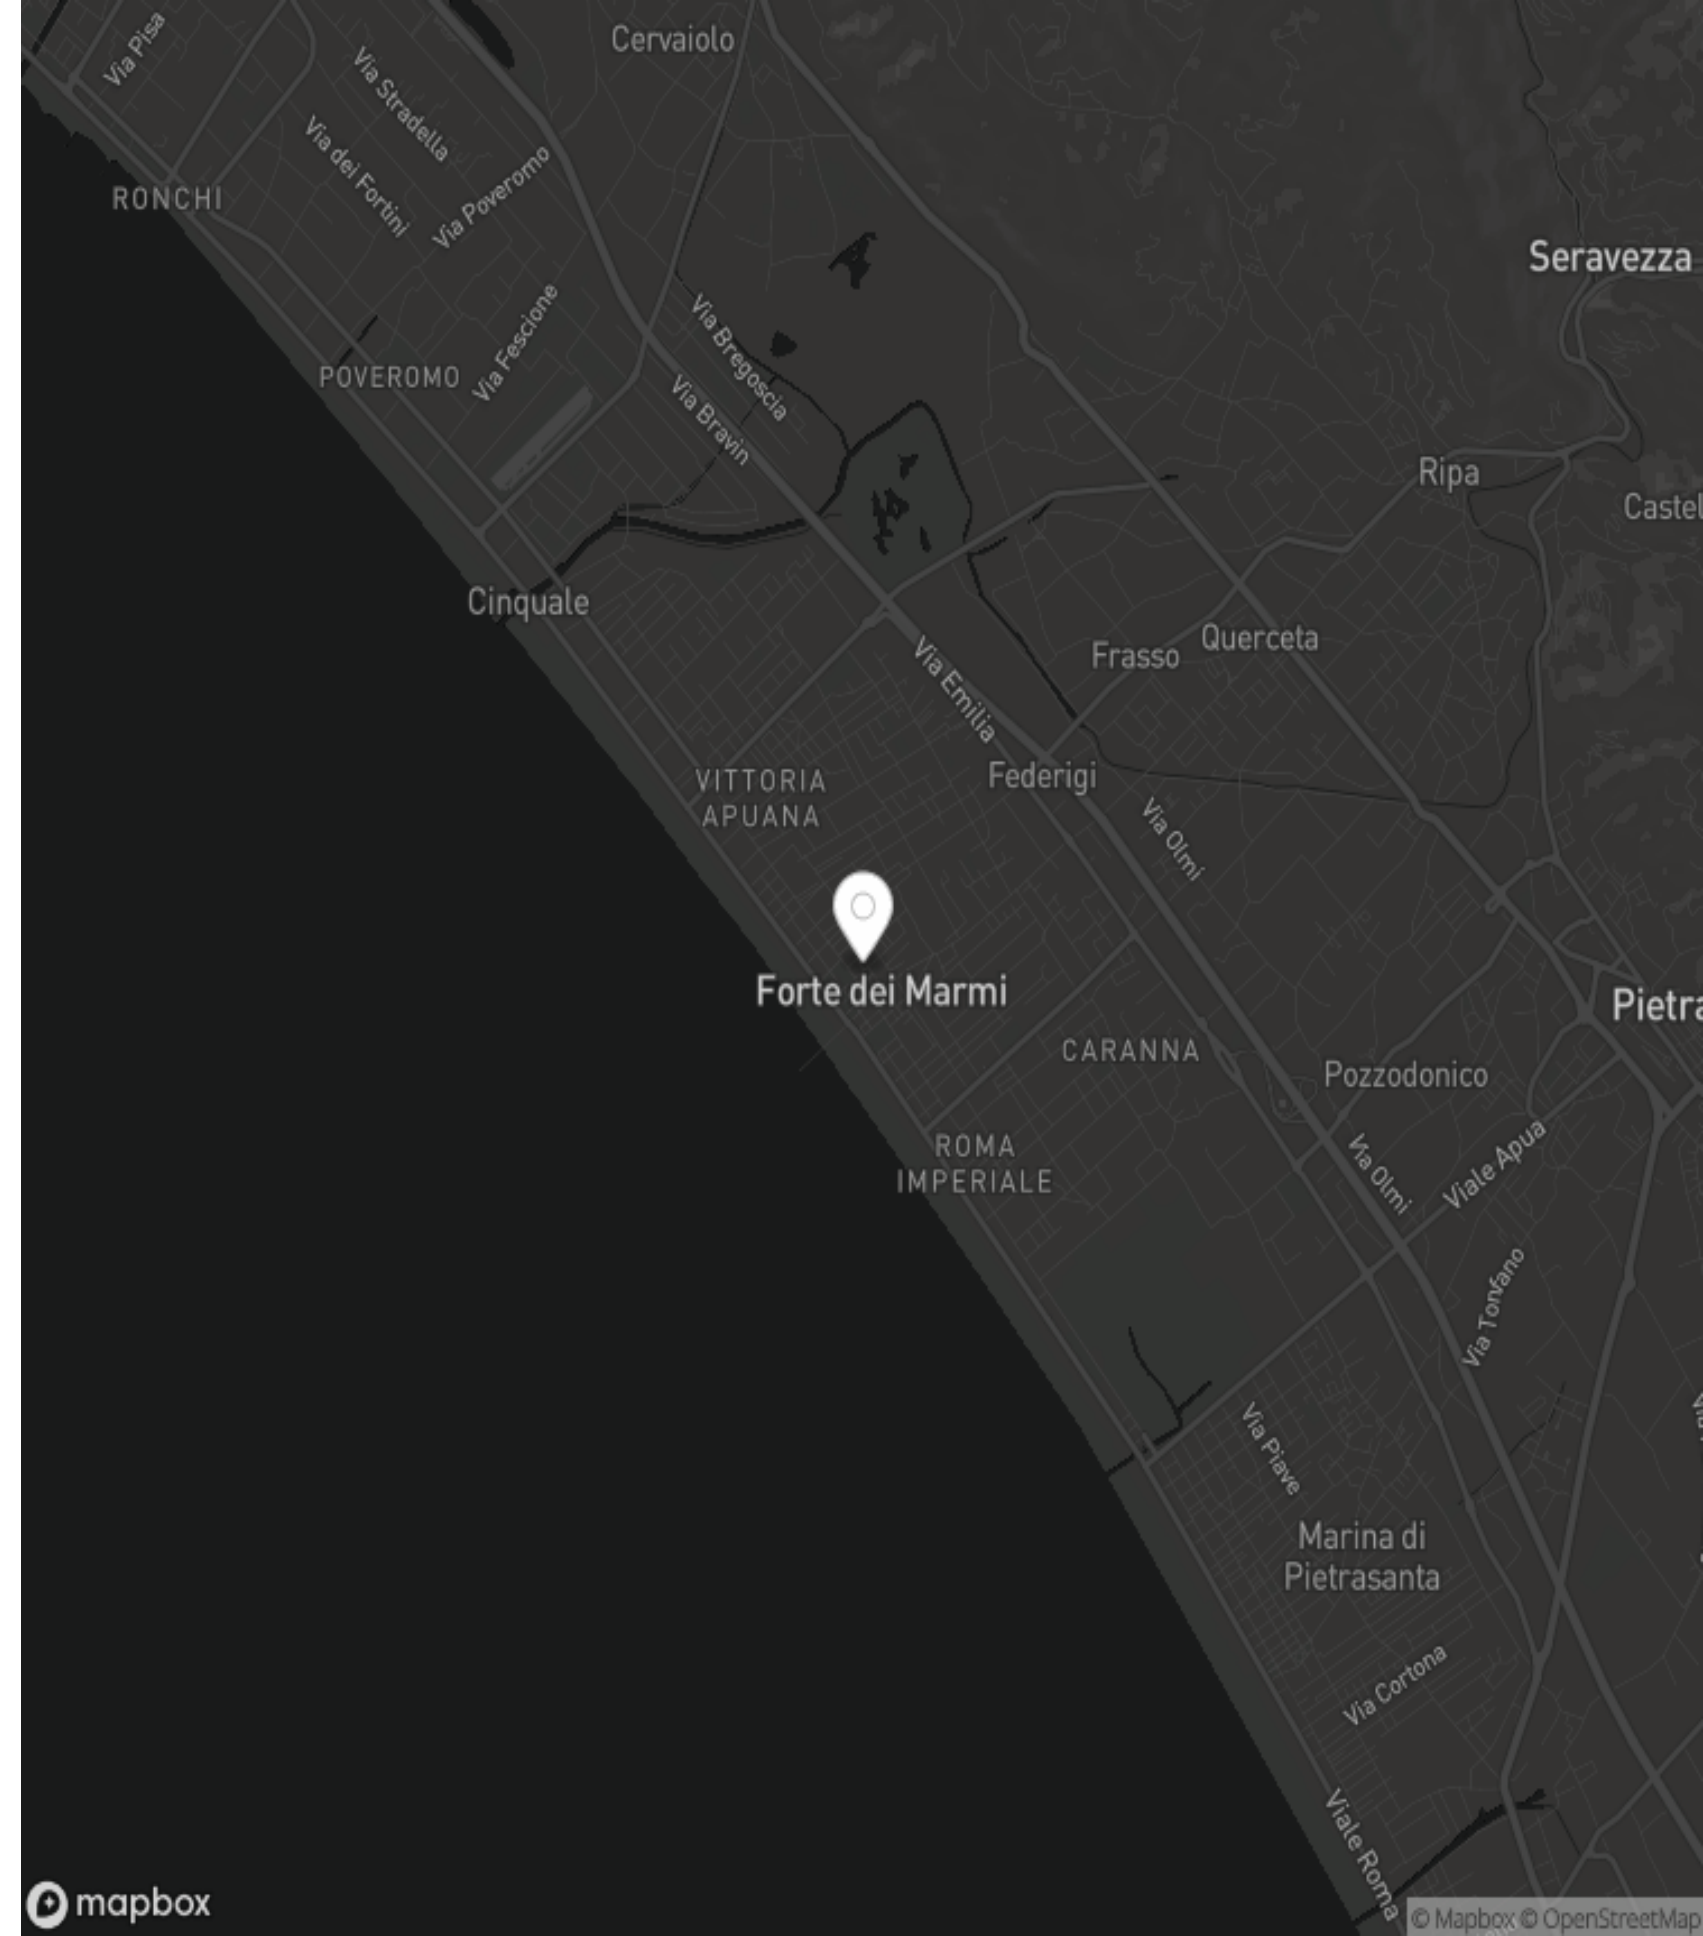 Cervaiolo
Via Pisa
Via Stradella
Via dei Fortini
Via Poveromo
RONCHI
Seravezza
Via Fescione
Via Bregoscia
POVEROMO
Via Bravin
Ripa
Castel
Cinquale
Querceta
Frasso
Via Emilia
Federigi
VITTORIA
APUANA
Via Olmi
Forte dei Marmi
Pietra
CARANNA
Pozzodonico
ROMA
IMPERIALE
Via Olmi
Viale Apua
Via Tonfano
Via Piave
Marina di
Pietrasanta
Via Cortona
Viale Roma
mapbox
© Mapbox © OpenStreetMap